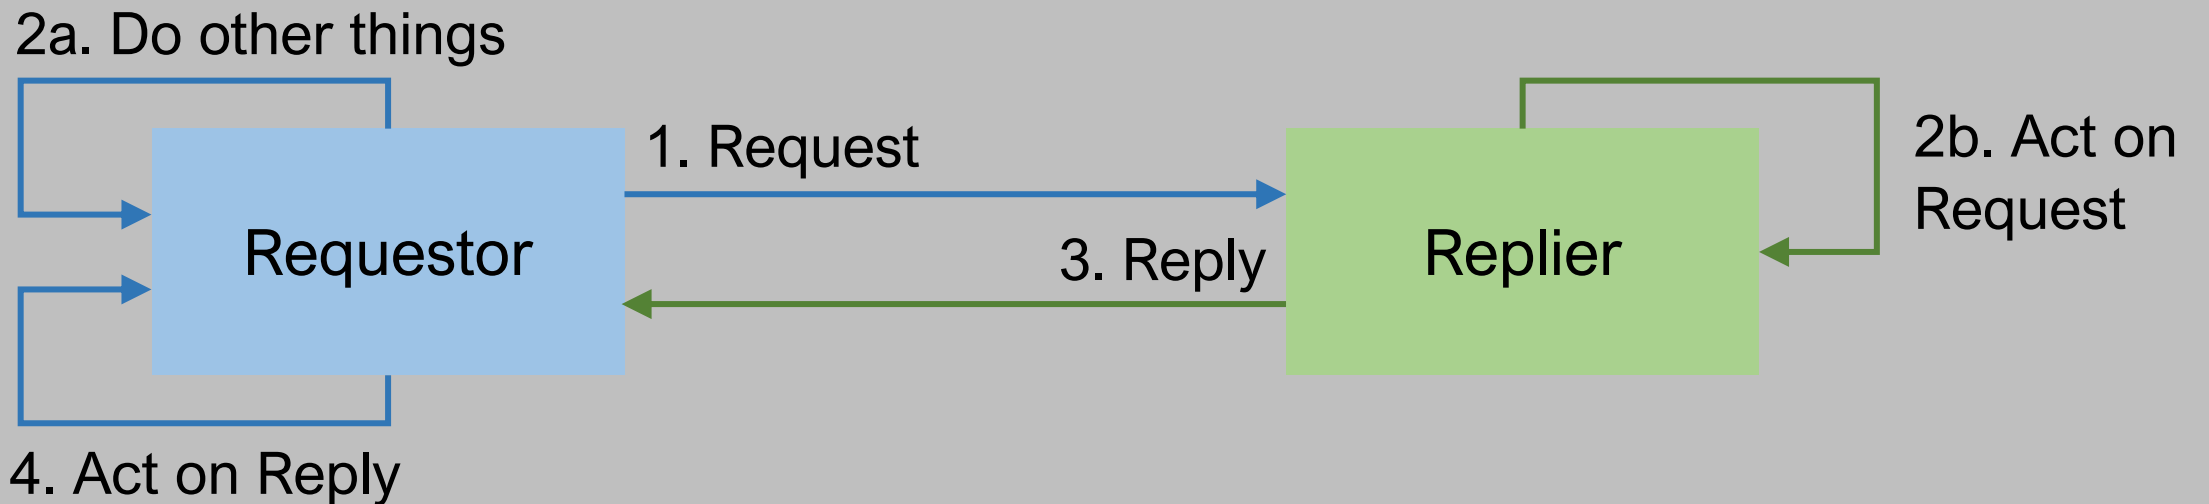 2a. Do other things
1. Request
2b. Act on
Request
Requestor
3. Reply
Replier
4. Act on Reply